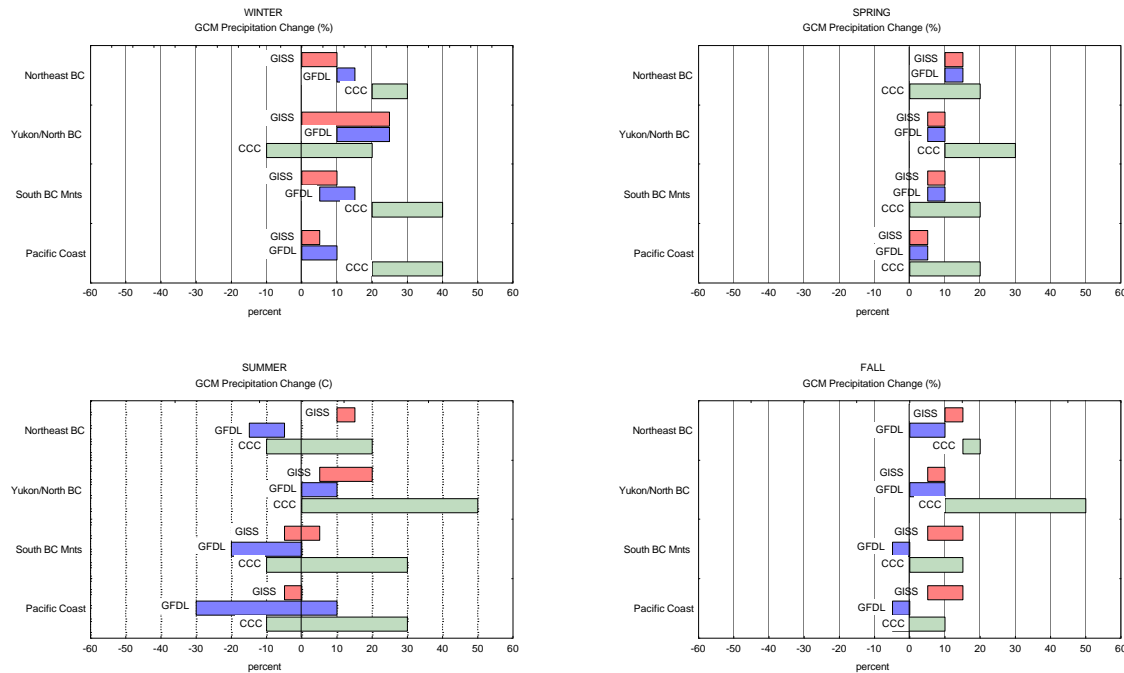 WINTER
GCM Precipitation Change (%)
GISS
Northeast BC
GFDL
CCC
GISS
Yukon/North BC
GFDL
CCC
GISS
South BC Mnts
GFDL
CCC
GISS
Pacific Coast
GFDL
CCC
-60 -50 -40 -30 -20 -10 0 10 20 30 40 50 60
percent
SPRING
GCM Precipitation Change (%)
GISS
Northeast BC
GFDL
CCC
GISS
Yukon/North BC
GFDL
CCC
GISS
South BC Mnts
GFDL
CCC
GISS
Pacific Coast
GFDL
CCC
-60 -50 -40 -30 -20 -10 0 10 20 30 40 50 60
percent
SUMMER
GCM Precipitation Change (C)
GISS
Northeast BC
GFDL
CCC
GISS
Yukon/North BC
GFDL
CCC
GISS
South BC Mnts
GFDL
CCC
GISS
Pacific Coast
GFDL
CCC
-60 -50 -40 -30 -20 -10 0 10 20 30 40 50 60
percent
FALL
GCM Precipitation Change (%)
GISS
Northeast BC
GFDL
CCC
GISS
Yukon/North BC
GFDL
CCC
GISS
South BC Mnts
GFDL
CCC
GISS
Pacific Coast
GFDL
CCC
-60 -50 -40 -30 -20 -10 0 10 20 30 40 50 60
percent